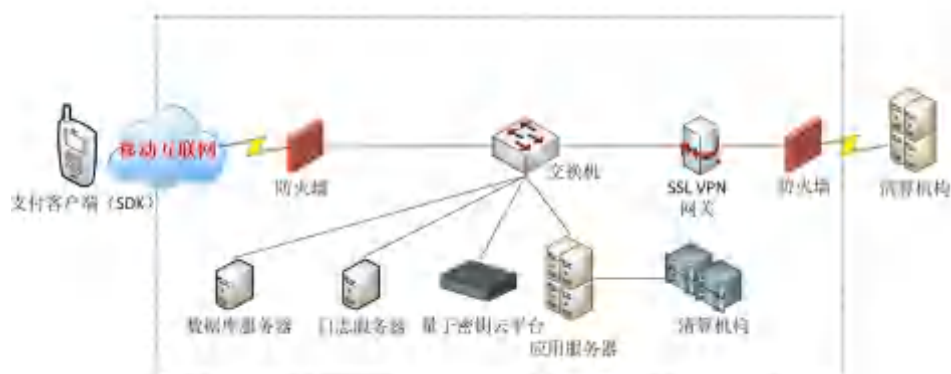 移动互联网
支付客户端（SDK）
防火墙
交换机
SSL VPN
网关
防火墙
清算机构
数据库服务器
日志服务器
量子密钥云平台
应用服务器
清算机构